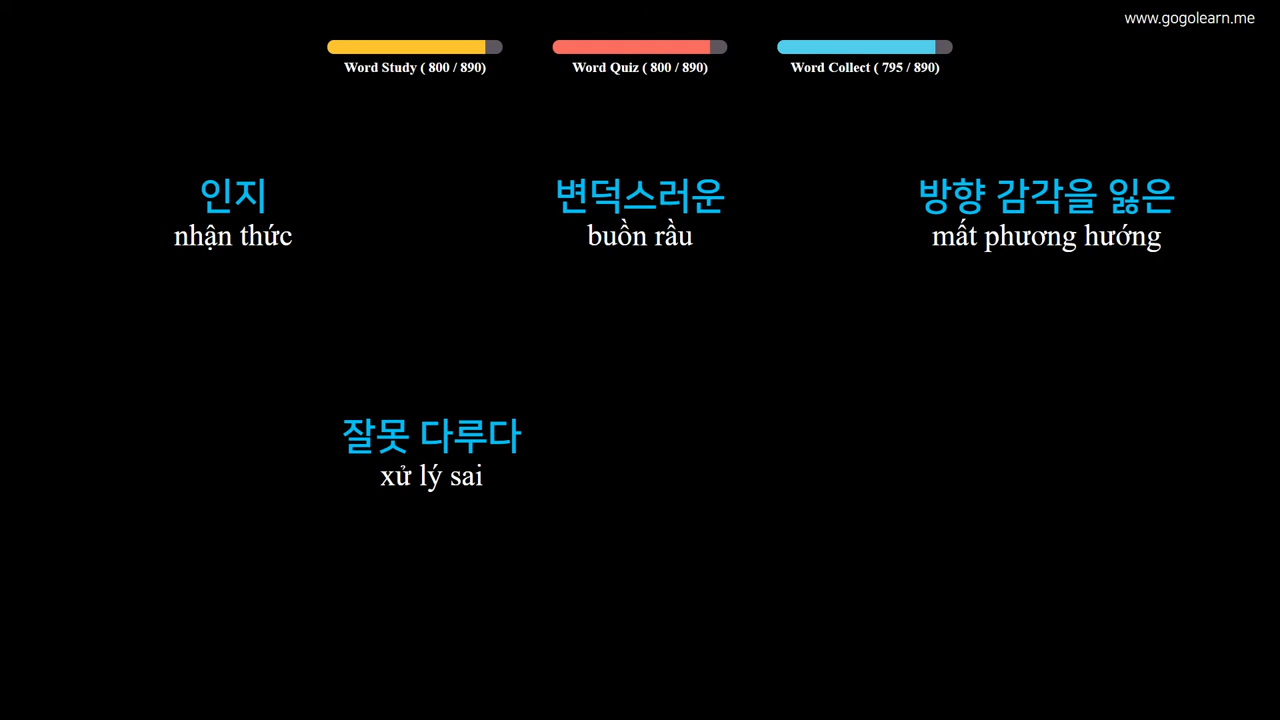 www.gogolearn.me
Word Study ( 800 / 890)
Word Quiz ( 800 / 890)
Word Collect ( 795 / 890)
인지
nhận thức
변덕스러운
buồn rầu
방향 감각을 잃은
mất phương hướng
잘못 다루다
xử lý sai